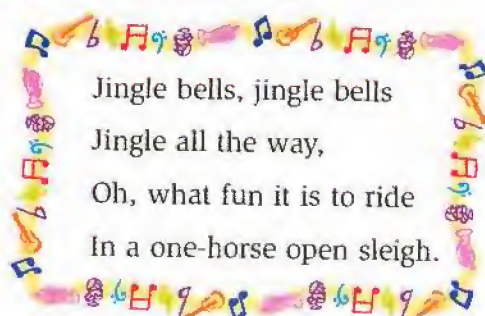 Jingle bells, jingle bells
Jingle all the way,
Oh, what fun it is to ride
In a one-horse open sleigh.